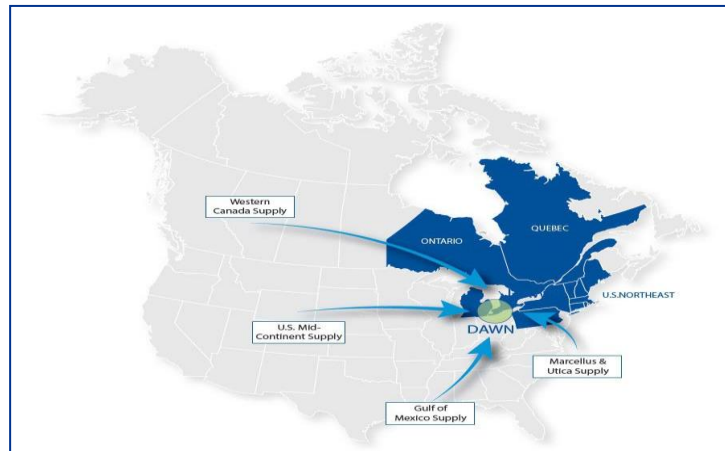 Western
Canada Supply
ONTARIO
QUEBEC
U.S.NORTHEAST
U.S. Mid-
Continent Supply
DAWN
Marcellus &
Utica Supply
Gulf of
Mexico Supply